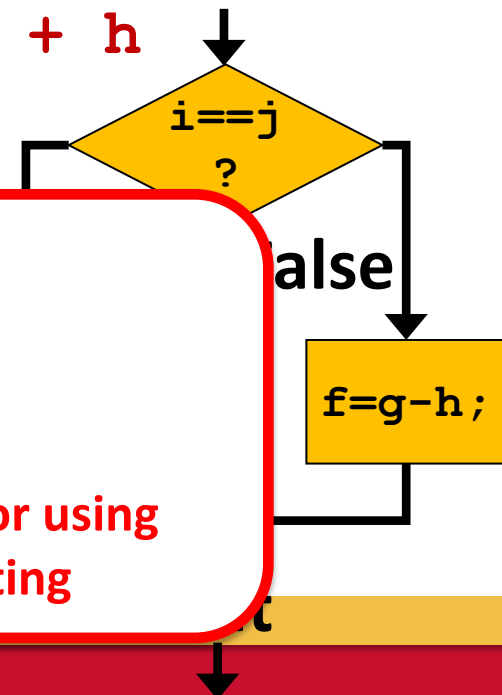 + h
i==j
?
alse
f=g-h;
or using
ting
t